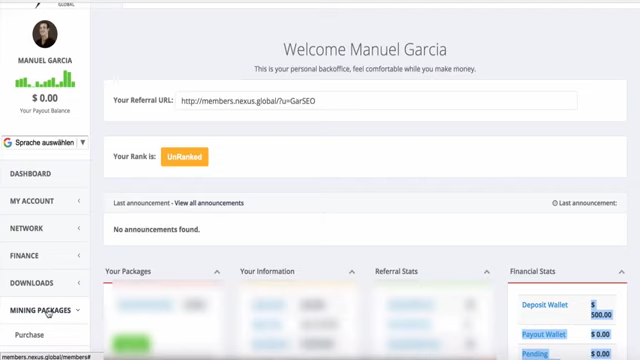 GLOBAL
MANUEL GARCIA
$ 0.00
Your Payout Balance
Sprache auswählen
DASHBOARD
MY ACCOUNT
NETWORK
FINANCE
DOWNLOADS
MINING PACKAGES
Purchase
members.nexus.global/members#
Welcome Manuel Garcia
This is your personal backoffice, feel comfortable while you make money.
Your Referral URL: http://members.nexus.global/?u=GarSEO
Your Rank is: UnRanked
Last announcement - View all announcements Last announcement:
No announcements found.
Your Packages
Your Information
Referral Stats
Financial Stats
Deposit Wallet $ 500.00
Payout Wallet $ 0.00
Pending $ 0.00